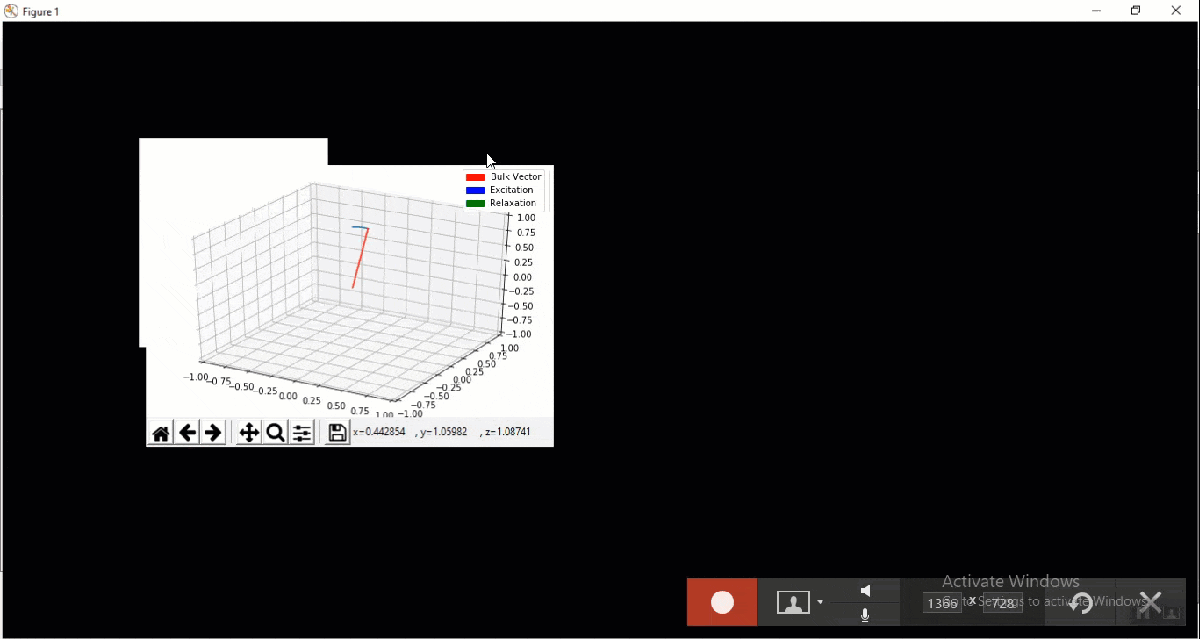 Figure 1
Bulk Vector
Excitation
Relaxation
1.00
0.75
0.50
0.25
0.00
−0.25
−0.50
−0.75
−1.00
1.00
0.75
0.50
0.25
0.00
−0.25
−0.50
−0.75
−1.00
−1.00 −0.75 −0.50 −0.25 0.00 0.25 0.50 0.75 1.00
x=0.442854 , y=1.05982 , z=1.08741
Activate Windows
Go to Settings to activate Windows.
1366 x 728